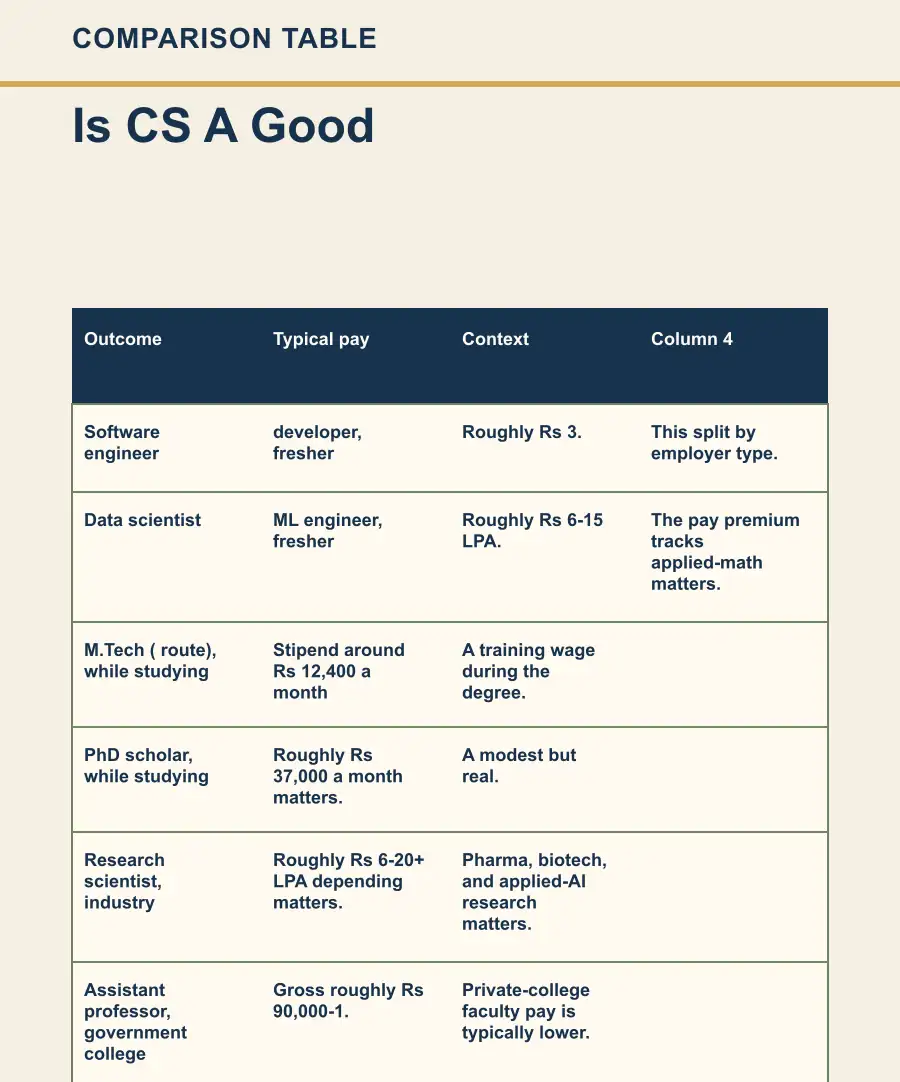 COMPARISON TABLE
Is CS A Good
Outcome
Typical pay
Context
Column 4
Software
engineer
developer,
fresher
Roughly Rs 3.
This split by
employer type.
Data scientist
ML engineer,
fresher
Roughly Rs 6-15
LPA.
The pay premium
tracks
applied-math
matters.
M.Tech ( route),
while studying
Stipend around
Rs 12,400 a
month
A training wage
during the
degree.
PhD scholar,
while studying
Roughly Rs
37,000 a month
matters.
A modest but
real.
Research
scientist,
industry
Roughly Rs 6-20+
LPA depending
matters.
Pharma, biotech,
and applied-AI
research
matters.
Assistant
professor,
government
college
Gross roughly Rs
90,000-1.
Private-college
faculty pay is
typically lower.